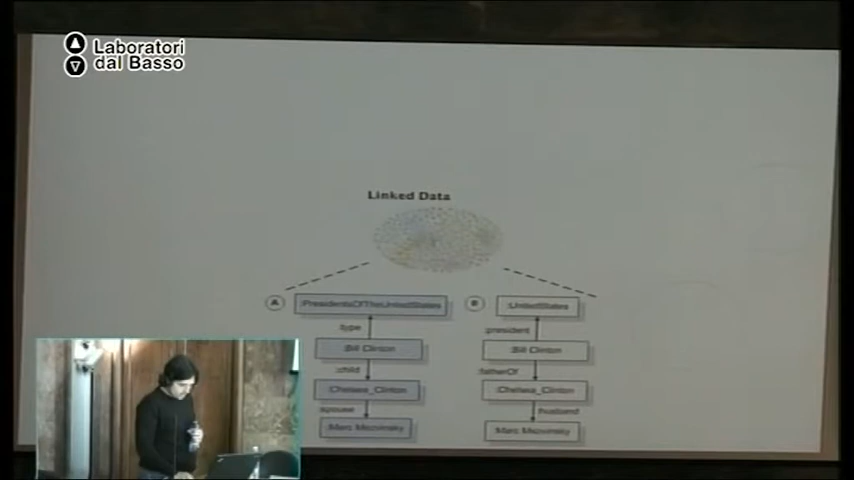 Laboratori
dal Basso
Linked Data
A
:PresidentsOfTheUnitedStates
:type
:Bill Clinton
:child
:Chelsea_Clinton
:spouse
:Marc Mezvinsky
B
:UnitedStates
:president
:Bill Clinton
:fatherOf
:Chelsea_Clinton
:husband
:Marc Mezvinsky